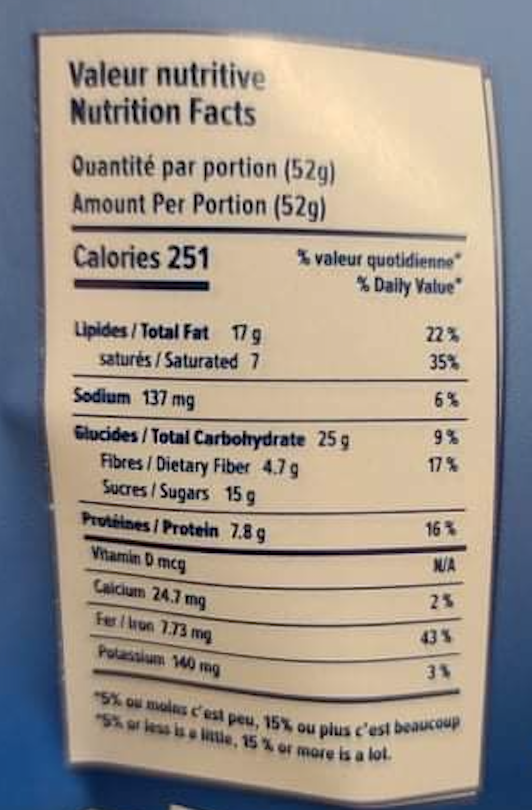 Valeur nutritive
Nutrition Facts
Quantité par portion (52g)
Amount Per Portion (52g)
Calories 251
% valeur quotidienne*
% Daily Value*
Lipides / Total Fat 17 g 22 %
saturés / Saturated 7 35%
Sodium 137 mg 6 %
Glucides / Total Carbohydrate 25 g 9 %
Fibres / Dietary Fiber 4.7 g 17 %
Sucres / Sugars 15 g
Protéines / Protein 7.8 g 16 %
Vitamin D mcg N/A
Calcium 24.7 mg 2 %
Fer / Iron 7.73 mg 43 %
Potassium 140 mg 3 %
*5% ou moins c'est peu, 15% ou plus c'est beaucoup
*5% or less is a little, 15 % or more is a lot.